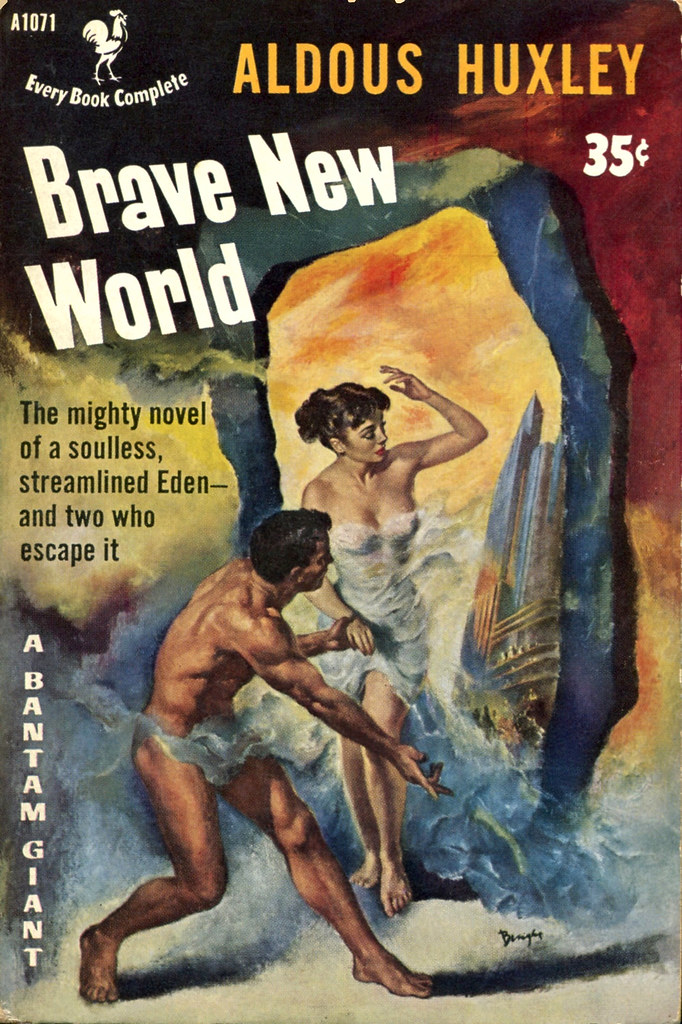 A1071
Every Book Complete
ALDOUS HUXLEY
35¢
Brave New
World
The mighty novel
of a soulless,
streamlined Eden—
and two who
escape it
A BANTAM GIANT